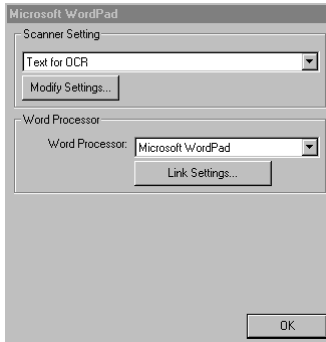 Microsoft WordPad
Scanner Setting
Text for OCR
Modify Settings...
Word Processor
Word Processor: Microsoft WordPad
Link Settings...
OK